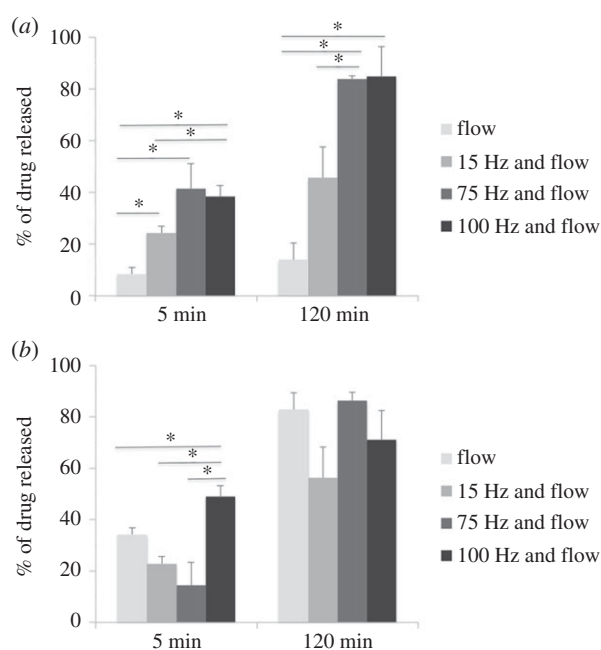 (a)
100
80
60
40
20
0
% of drug released
* * * * * * * *
5 min 120 min
flow
15 Hz and flow
75 Hz and flow
100 Hz and flow
(b)
100
80
60
40
20
0
% of drug released
* * *
5 min 120 min
flow
15 Hz and flow
75 Hz and flow
100 Hz and flow